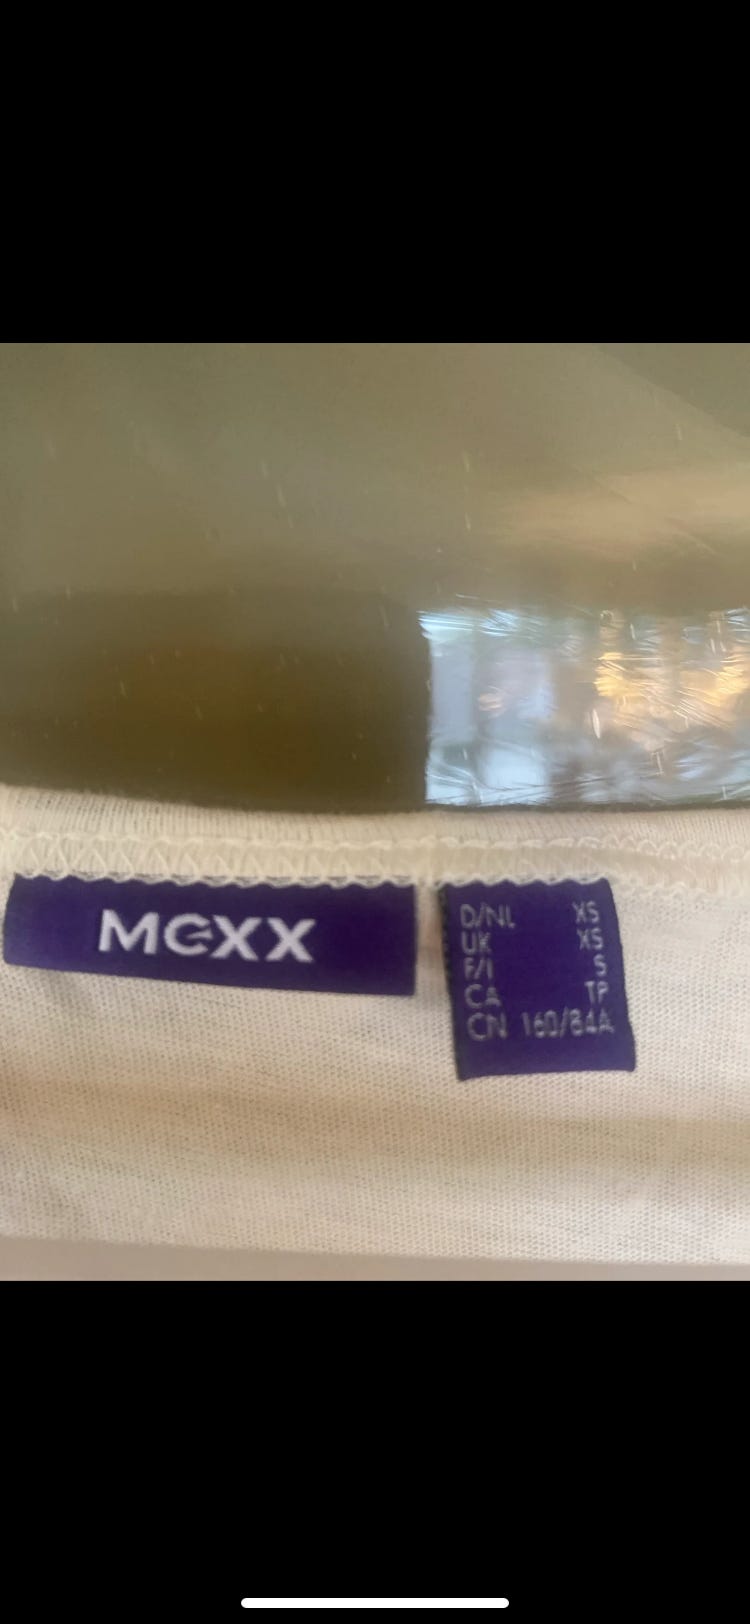 MEXX
D/NL XS
UK XS
F/I S
CA TP
CN 160/84A